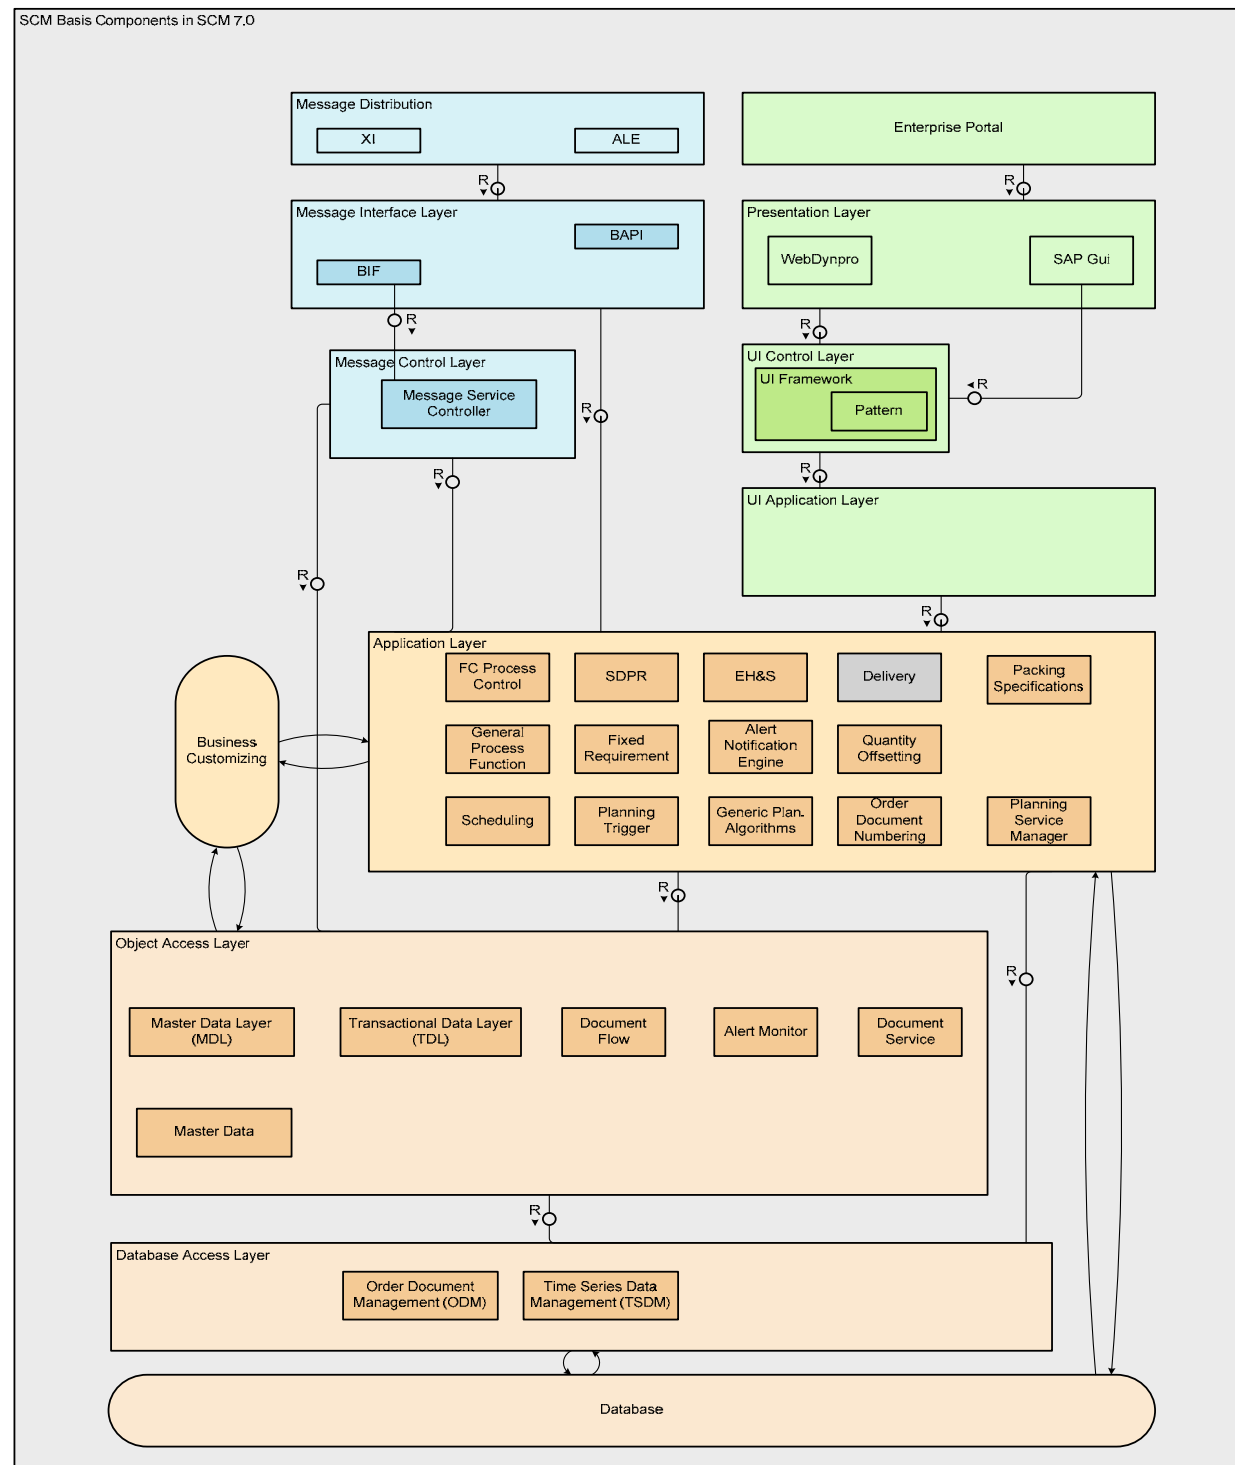 SCM Basis Components in SCM 7.0
Message Distribution
XI
ALE
Enterprise Portal
R
R
Message Interface Layer
BAPI
BIF
Presentation Layer
WebDynpro
SAP Gui
R
R
Message Control Layer
Message Service
Controller
UI Control Layer
UI Framework
Pattern
R
R
R
R
UI Application Layer
R
R
Application Layer
FC Process
Control
SDPR
EH&S
Delivery
Packing
Specifications
General
Process
Function
Fixed
Requirement
Alert
Notification
Engine
Quantity
Offsetting
Business
Customizing
Scheduling
Planning
Trigger
Generic Plan.
Algorithms
Order
Document
Numbering
Planning
Service
Manager
R
Object Access Layer
R
Master Data Layer
(MDL)
Transactional Data Layer
(TDL)
Document
Flow
Alert Monitor
Document
Service
Master Data
R
Database Access Layer
Order Document
Management (ODM)
Time Series Data
Management (TSDM)
Database